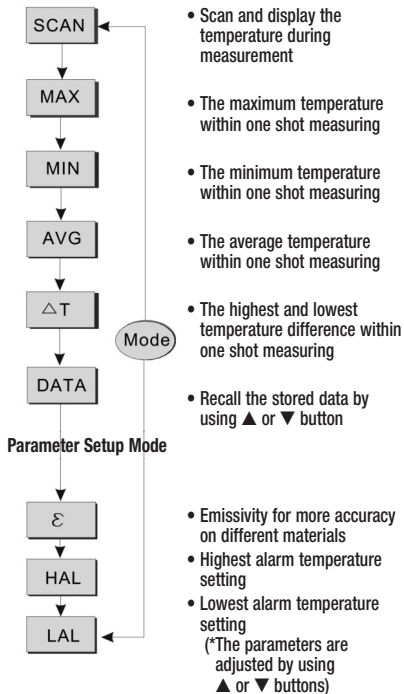 SCAN
• Scan and display the
temperature during
measurement
MAX
• The maximum temperature
within one shot measuring
MIN
• The minimum temperature
within one shot measuring
AVG
• The average temperature
within one shot measuring
△T
• The highest and lowest
temperature difference within
one shot measuring
Mode
DATA
• Recall the stored data by
using ▲ or ▼ button
Parameter Setup Mode
ε
• Emissivity for more accuracy
on different materials
HAL
• Highest alarm temperature
setting
LAL
• Lowest alarm temperature
setting
(*The parameters are
adjusted by using
▲ or ▼ buttons)